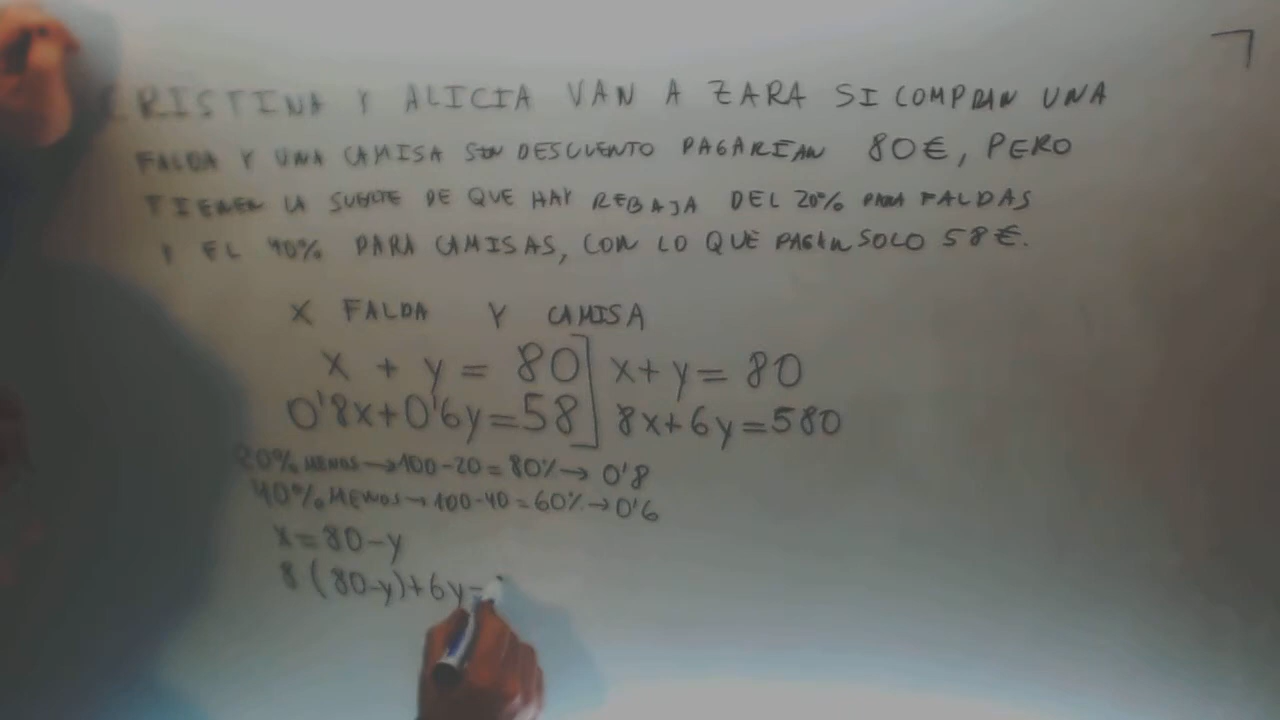 7
CRISTINA Y ALICIA VAN A ZARA SI COMPRAN UNA
FALDA Y UNA CAMISA SIN DESCUENTO PAGARIAN 80€, PERO
TIENEN LA SUERTE DE QUE HAY REBAJA DEL 20% PARA FALDAS
Y EL 40% PARA CAMISAS, CON LO QUE PAGAN SOLO 58€.
X FALDA Y CAMISA
x + y = 80] x + y = 80
0'8x+0'6y=58] 8x+6y=580
20% MENOS→100-20=80%→0'8
40% MENOS→100-40=60%→0'6
x=80-y
8(80-y)+6y=